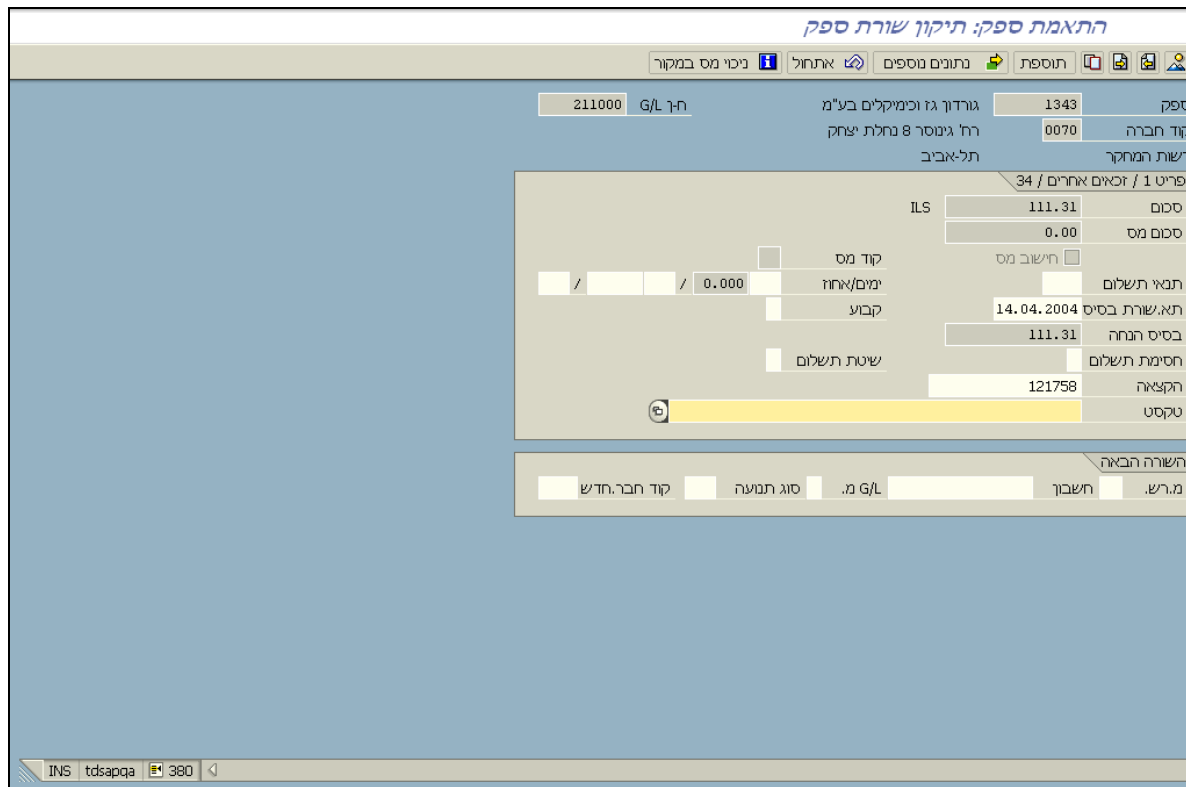 התאמת ספק: תיקון שורת ספק
תוספת נתונים נוספים אתחול ניכוי מס במקור
ספק 1343 גורדון גז וכימיקלים בע"מ ח-ן G/L 211000
קוד חברה 0070 רח' גינוסר 8 נחלת יצחק
רשות המחקר תל-אביב
פריט 1 / זכאים אחרים / 34
סכום 111.31 ILS
סכום מס 0.00
חישוב מס קוד מס
תנאי תשלום ימים/אחוז 0.000 / /
תא.שורת בסיס 14.04.2004 קבוע
בסיס הנחה 111.31
חסימת תשלום שיטת תשלום
הקצאה 121758
טקסט
השורה הבאה
מ.רש. חשבון מ. G/L סוג תנועה קוד חבר.חדש
INS tdsapqa 380